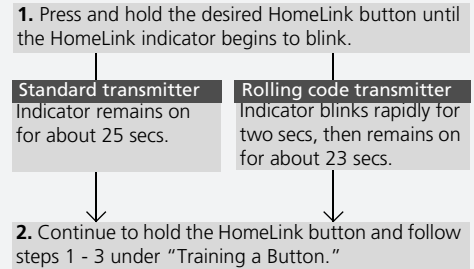 1. Press and hold the desired HomeLink button until
the HomeLink indicator begins to blink.
Standard transmitter
Indicator remains on
for about 25 secs.
Rolling code transmitter
Indicator blinks rapidly for
two secs, then remains on
for about 23 secs.
2. Continue to hold the HomeLink button and follow
steps 1 - 3 under “Training a Button.”